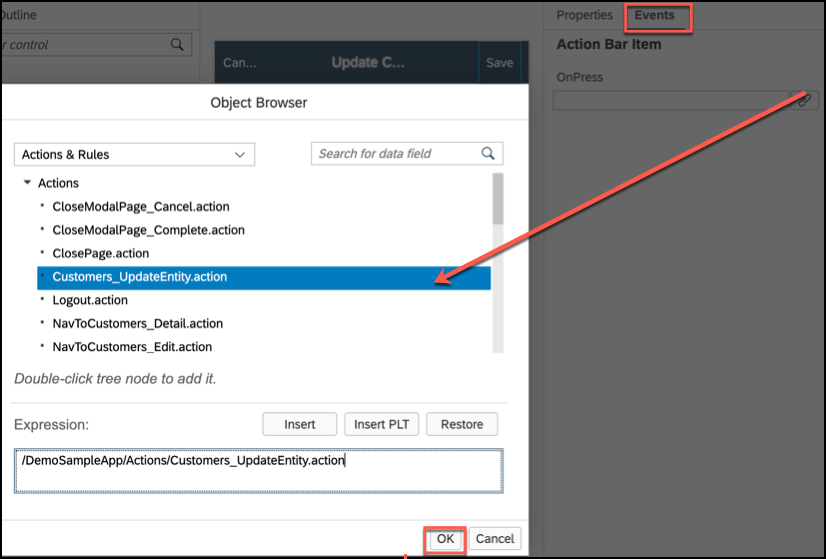 Outline
r control
Can...
Update C...
Save
Properties
Events
Action Bar Item
OnPress
Object Browser
Actions & Rules
Search for data field
Actions
CloseModalPage_Cancel.action
CloseModalPage_Complete.action
ClosePage.action
Customers_UpdateEntity.action
Logout.action
NavToCustomers_Detail.action
NavToCustomers_Edit.action
Double-click tree node to add it.
Expression:
Insert
Insert PLT
Restore
/DemoSampleApp/Actions/Customers_UpdateEntity.action
OK
Cancel